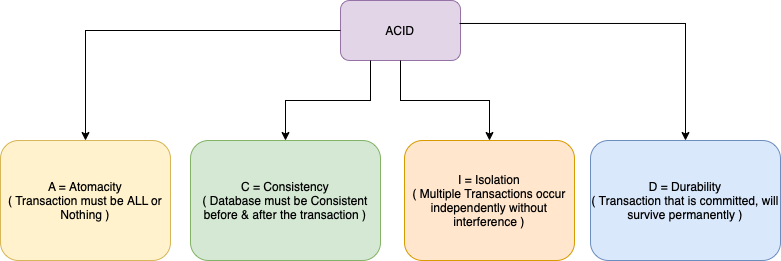 ACID
A = Atomacity
( Transaction must be ALL or
Nothing )
C = Consistency
( Database must be Consistent
before & after the transaction )
I = Isolation
( Multiple Transactions occur
independently without
interference )
D = Durability
( Transaction that is committed, will
survive permanently )